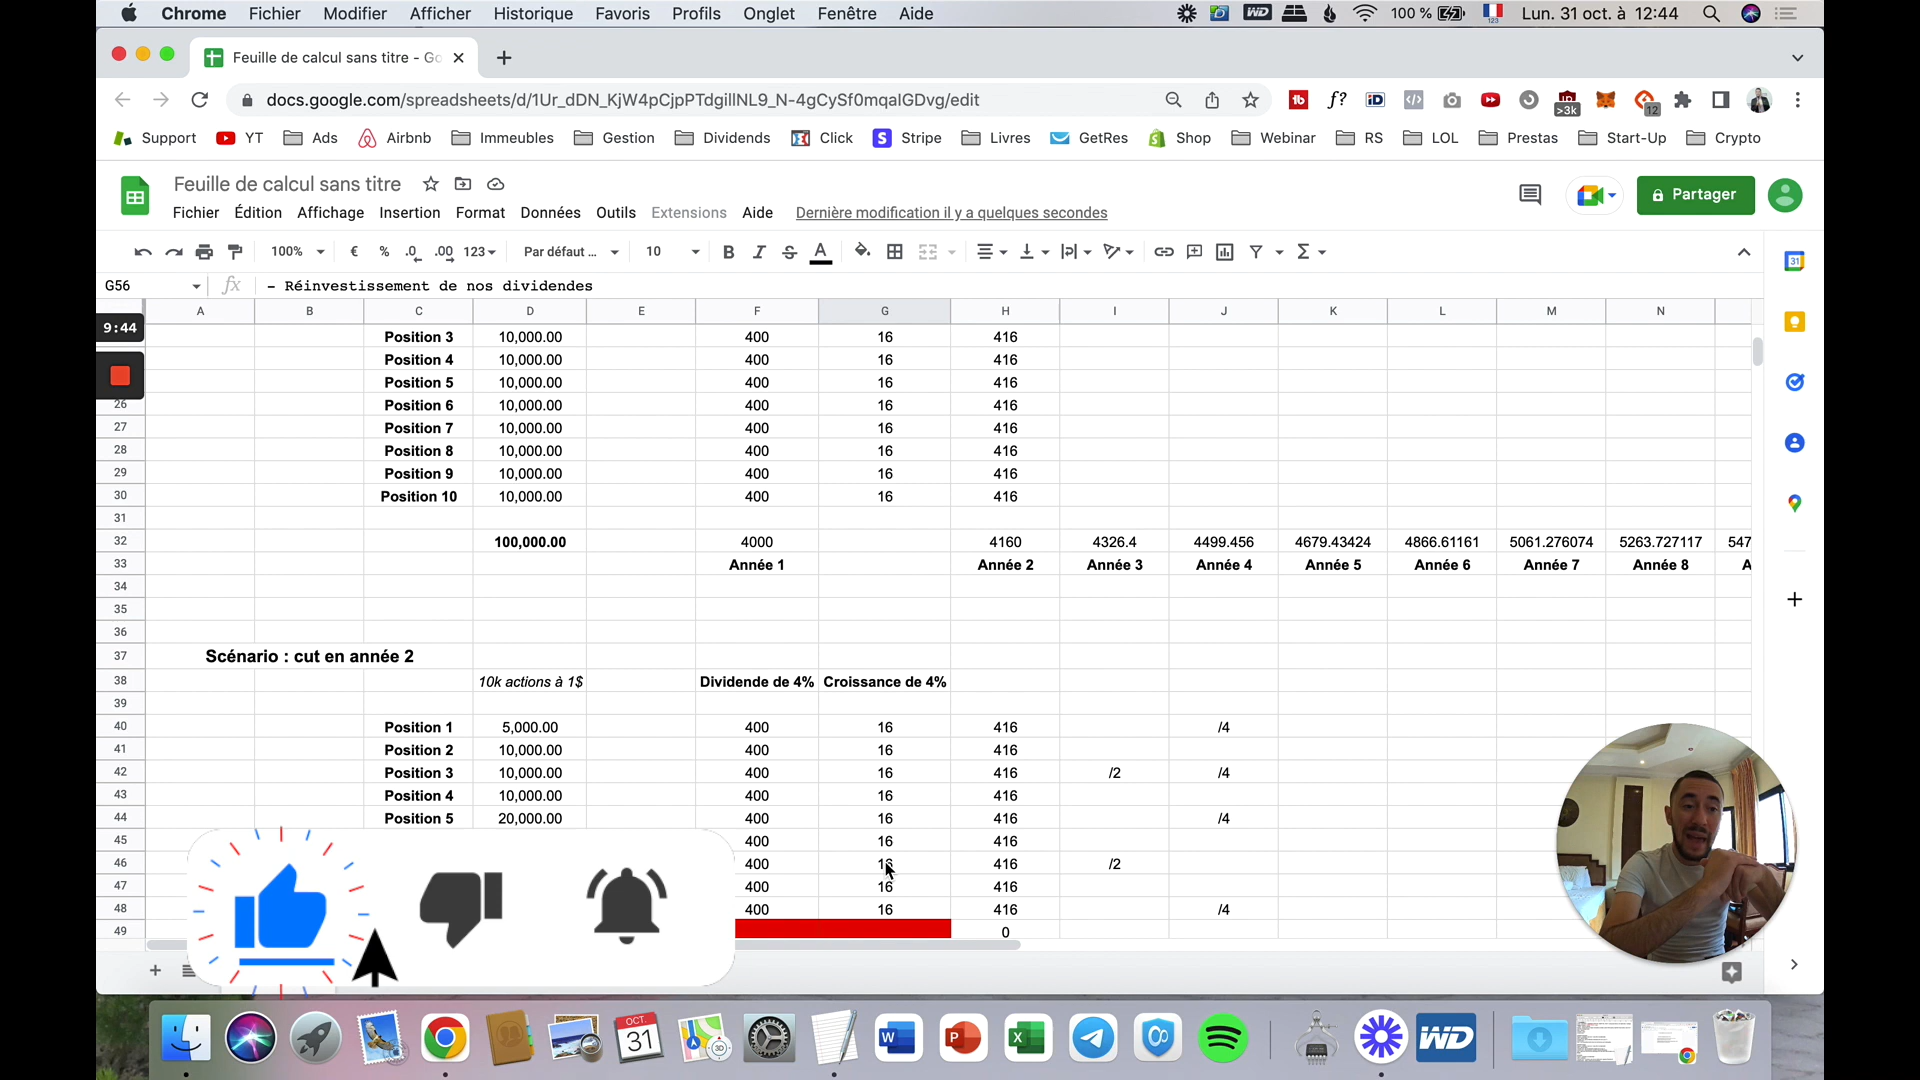 Chrome Fichier Modifier Afficher Historique Favoris Profils Onglet Fenêtre Aide WD 100 % 123 Lun. 31 oct. à 12:44
Feuille de calcul sans titre - Go
docs.google.com/spreadsheets/d/1Ur_dDN_KjW4pCjpPTdgillNL9_N-4gCySf0mqaIGDvg/edit tb f? iD >3k 12
Support YT Ads Airbnb Immeubles Gestion Dividends Click Stripe Livres GetRes Shop Webinar RS LOL Prestas Start-Up Crypto
Feuille de calcul sans titre
Partager
Fichier Édition Affichage Insertion Format Données Outils Extensions Aide Dernière modification il y a quelques secondes
100% € % .0 .00 123 Par défaut ... 10 B I S A Σ
31
G56 fx - Réinvestissement de nos dividendes
A B C D E F G H I J K L M N
9:44
Position 3 10,000.00 400 16 416
Position 4 10,000.00 400 16 416
Position 5 10,000.00 400 16 416
26 Position 6 10,000.00 400 16 416
27 Position 7 10,000.00 400 16 416
28 Position 8 10,000.00 400 16 416
29 Position 9 10,000.00 400 16 416
30 Position 10 10,000.00 400 16 416
31
32 100,000.00 4000 4160 4326.4 4499.456 4679.43424 4866.61161 5061.276074 5263.727117 547
33 Année 1 Année 2 Année 3 Année 4 Année 5 Année 6 Année 7 Année 8 A
34
35
36
37 Scénario : cut en année 2
38 10k actions à 1$ Dividende de 4% Croissance de 4%
39
40 Position 1 5,000.00 400 16 416 /4
41 Position 2 10,000.00 400 16 416
42 Position 3 10,000.00 400 16 416 /2 /4
43 Position 4 10,000.00 400 16 416
44 Position 5 20,000.00 400 16 416 /4
45 400 16 416
46 400 16 416 /2
47 400 16 416
48 400 16 416 /4
49 0
OCT.
31
3D
W P X WD